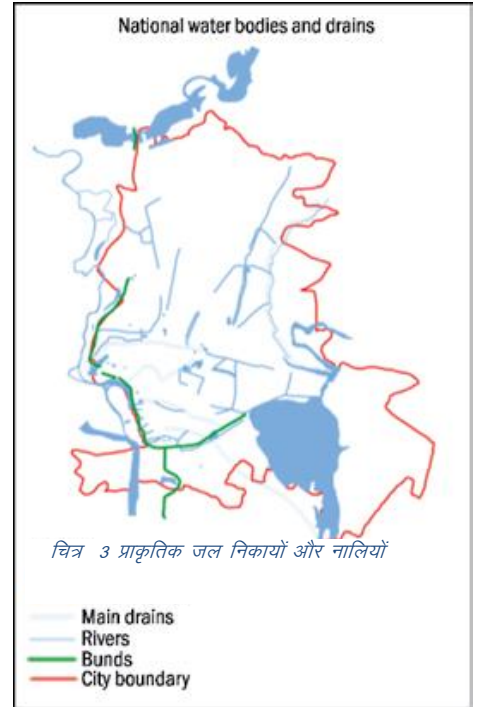 National water bodies and drains
चित्र 3 प्राकृतिक जल निकायों और नालियों
Main drains
Rivers
Bunds
City boundary